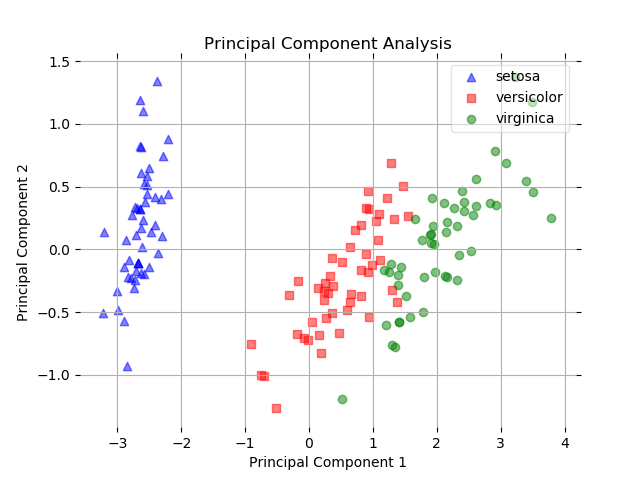 Principal Component Analysis
setosa
versicolor
virginica
Principal Component 2
1.5
1.0
0.5
0.0
−0.5
−1.0
−3 −2 −1 0 1 2 3 4
Principal Component 1